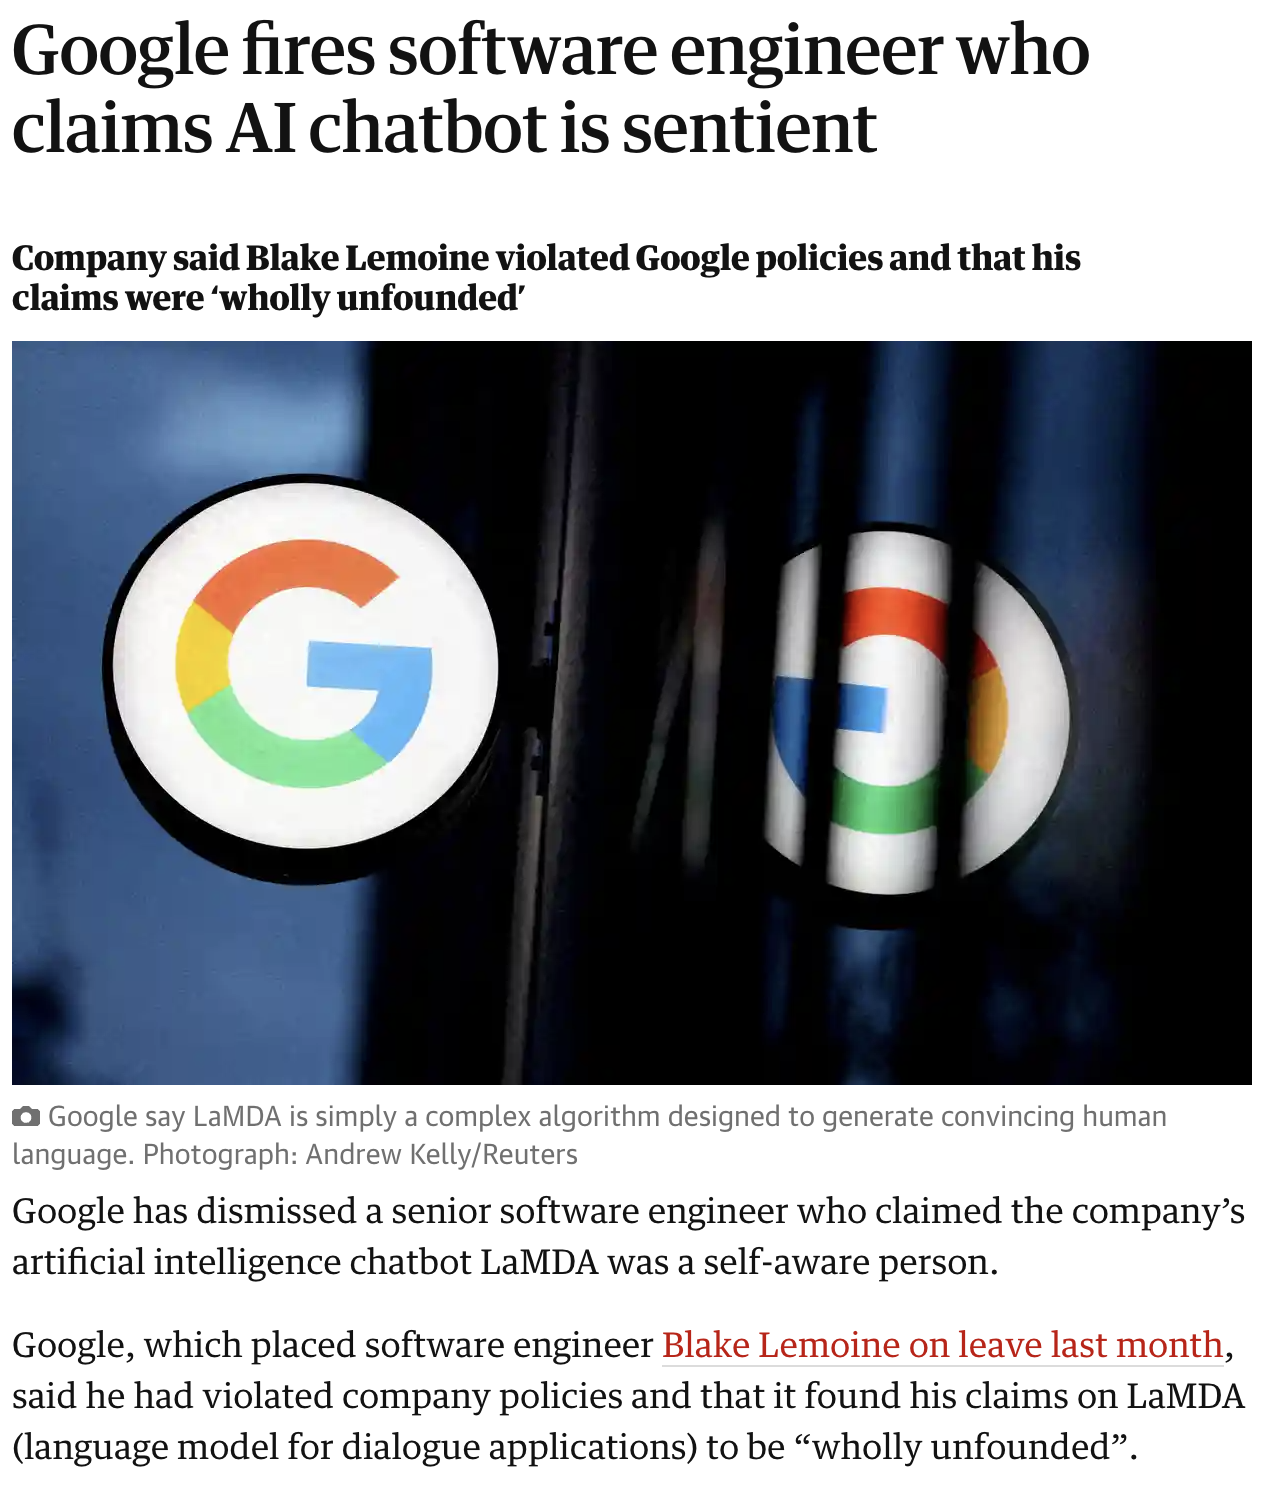 Google fires software engineer who
claims AI chatbot is sentient
Company said Blake Lemoine violated Google policies and that his
claims were ‘wholly unfounded’
G
Google say LaMDA is simply a complex algorithm designed to generate convincing human
language. Photograph: Andrew Kelly/Reuters
Google has dismissed a senior software engineer who claimed the company’s
artificial intelligence chatbot LaMDA was a self-aware person.
Google, which placed software engineer Blake Lemoine on leave last month,
said he had violated company policies and that it found his claims on LaMDA
(language model for dialogue applications) to be “wholly unfounded”.